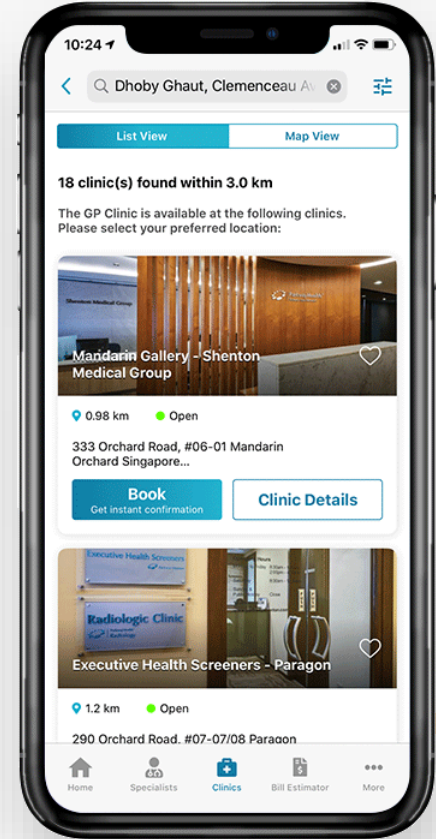 10:24
Dhoby Ghaut, Clemenceau A
List View
Map View
18 clinic(s) found within 3.0 km
The GP Clinic is available at the following clinics.
Please select your preferred location:
Shenton Medical Group
Mandarin Gallery - Shenton
Medical Group
0.98 km
Open
333 Orchard Road, #06-01 Mandarin
Orchard Singapore...
Book
Get instant confirmation
Clinic Details
Executive Health Screeners
Radiologic Clinic
Executive Health Screeners - Paragon
1.2 km
Open
290 Orchard Road, #07-07/08 Paragon
Home
Specialists
Clinics
Bill Estimator
More